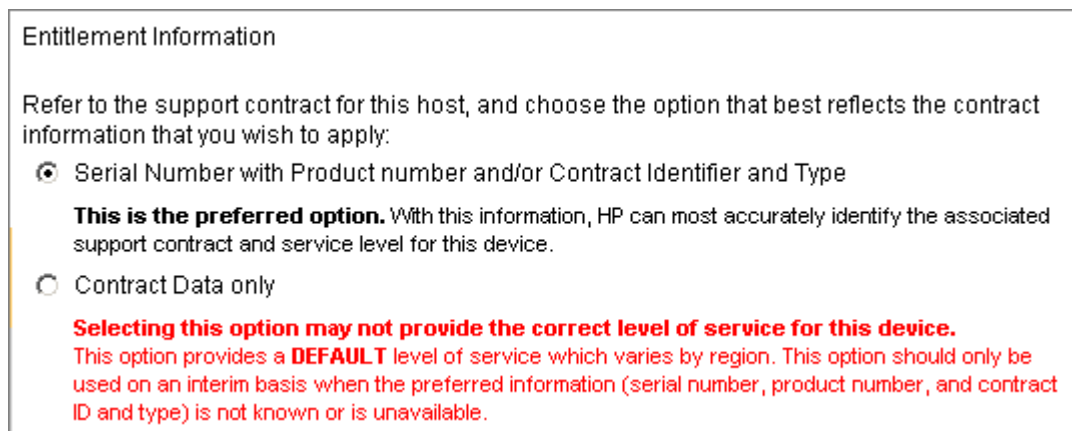 Entitlement Information
Refer to the support contract for this host, and choose the option that best reflects the contract
information that you wish to apply:
Serial Number with Product number and/or Contract Identifier and Type
This is the preferred option. With this information, HP can most accurately identify the associated
support contract and service level for this device.
Contract Data only
Selecting this option may not provide the correct level of service for this device.
This option provides a DEFAULT level of service which varies by region. This option should only be
used on an interim basis when the preferred information (serial number, product number, and contract
ID and type) is not known or is unavailable.